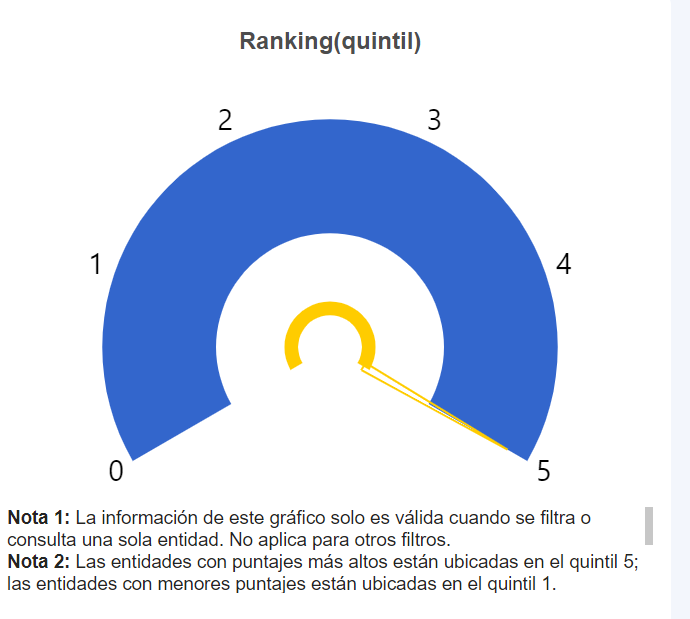 Ranking(quintil)
2
3
1
4
0
5
Nota 1: La información de este gráfico solo es válida cuando se filtra o
consulta una sola entidad. No aplica para otros filtros.
Nota 2: Las entidades con puntajes más altos están ubicadas en el quintil 5;
las entidades con menores puntajes están ubicadas en el quintil 1.